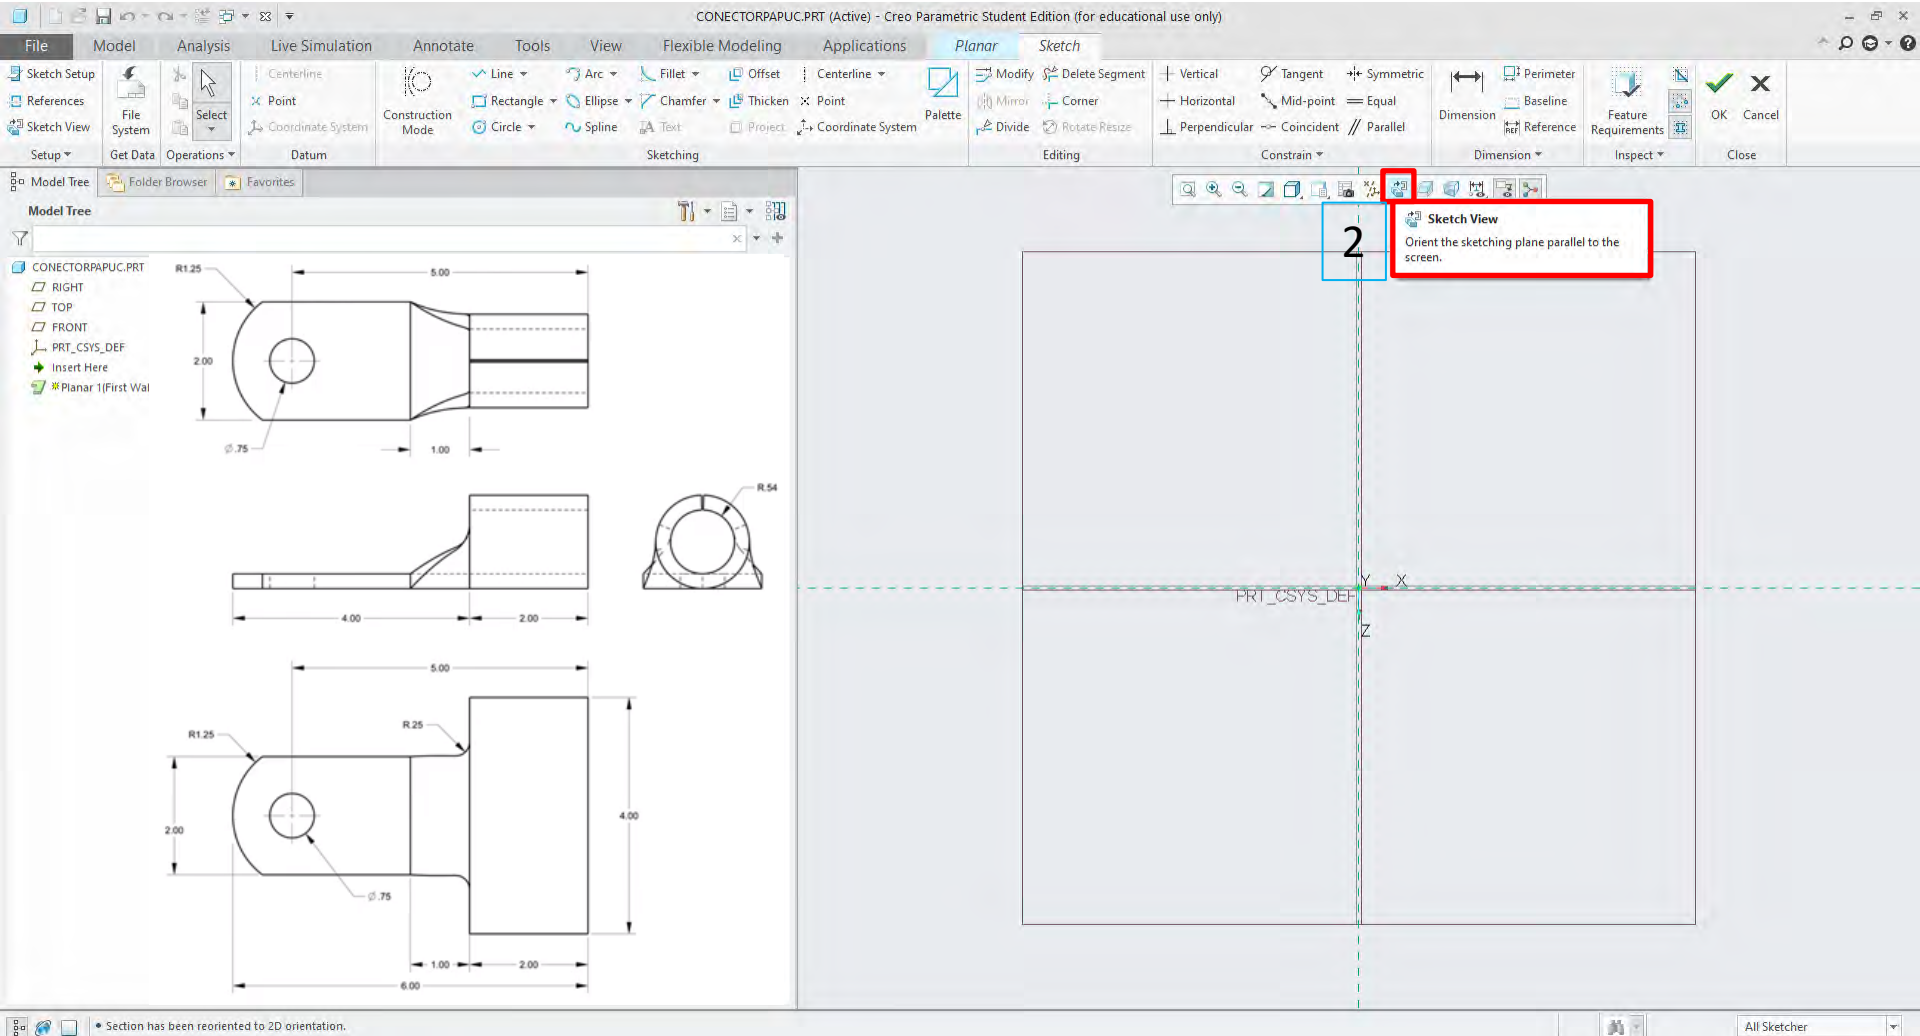 CONECTORPAPUC.PRT (Active) - Creo Parametric Student Edition (for educational use only)
File Model Analysis Live Simulation Annotate Tools View Flexible Modeling Applications Planar Sketch
Sketch Setup
References
Sketch View
Setup
File System
Get Data
Select
Operations
Centerline
Point
Coordinate System
Datum
Construction Mode
Line Arc Fillet Offset Centerline
Rectangle Ellipse Chamfer Thicken Point
Circle Spline Text Project Coordinate System
Palette
Sketching
Modify Delete Segment
Mirror Corner
Divide Rotate Resize
Editing
Vertical Tangent Symmetric
Horizontal Mid-point Equal
Perpendicular Coincident Parallel
Constrain
Dimension
Perimeter
Baseline
REF Reference
Dimension
Feature Requirements
Inspect
OK Cancel
Close
Model Tree Folder Browser Favorites
Model Tree
CONECTORPAPUC.PRT
RIGHT
TOP
FRONT
PRT_CSYS_DEF
Insert Here
Planar 1(First Wal
R1.25
5.00
2.00
∅.75
1.00
R.54
4.00
2.00
5.00
R.25
R1.25
2.00
4.00
∅.75
1.00
2.00
6.00
2
Sketch View
Orient the sketching plane parallel to the
screen.
Y X
PRT_CSYS_DEF
Z
• Section has been reoriented to 2D orientation.
All Sketcher